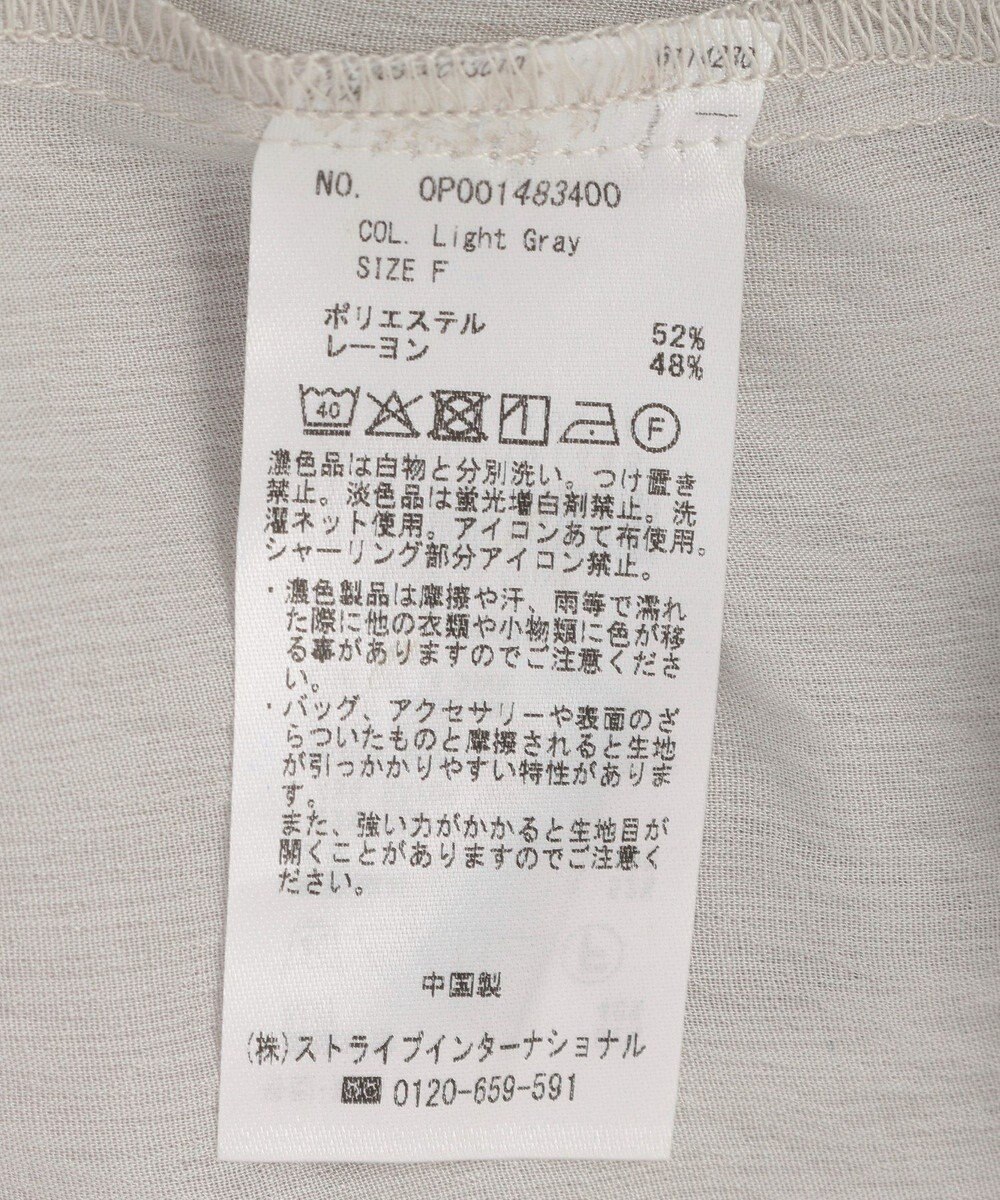 NO. OP001483400
COL. Light Gray
SIZE F
ポリエステル 52%
レーヨン 48%
40 F
濃色品は白物と分別洗い。つけ置き
禁止。淡色品は蛍光増白剤禁止。洗
濯ネット使用。アイロンあて布使用。
シャーリング部分アイロン禁止。
・濃色製品は摩擦や汗、雨等で濡れ
た際に他の衣類や小物類に色が移
る事がありますのでご注意くださ
い。
・バッグ、アクセサリーや表面のざ
らついたものと摩擦されると生地
が引っかかりやすい特性がありま
す。
また、強い力がかかると生地目が
開くことがありますのでご注意く
ださい。
中国製
(株)ストライプインターナショナル
0120-659-591